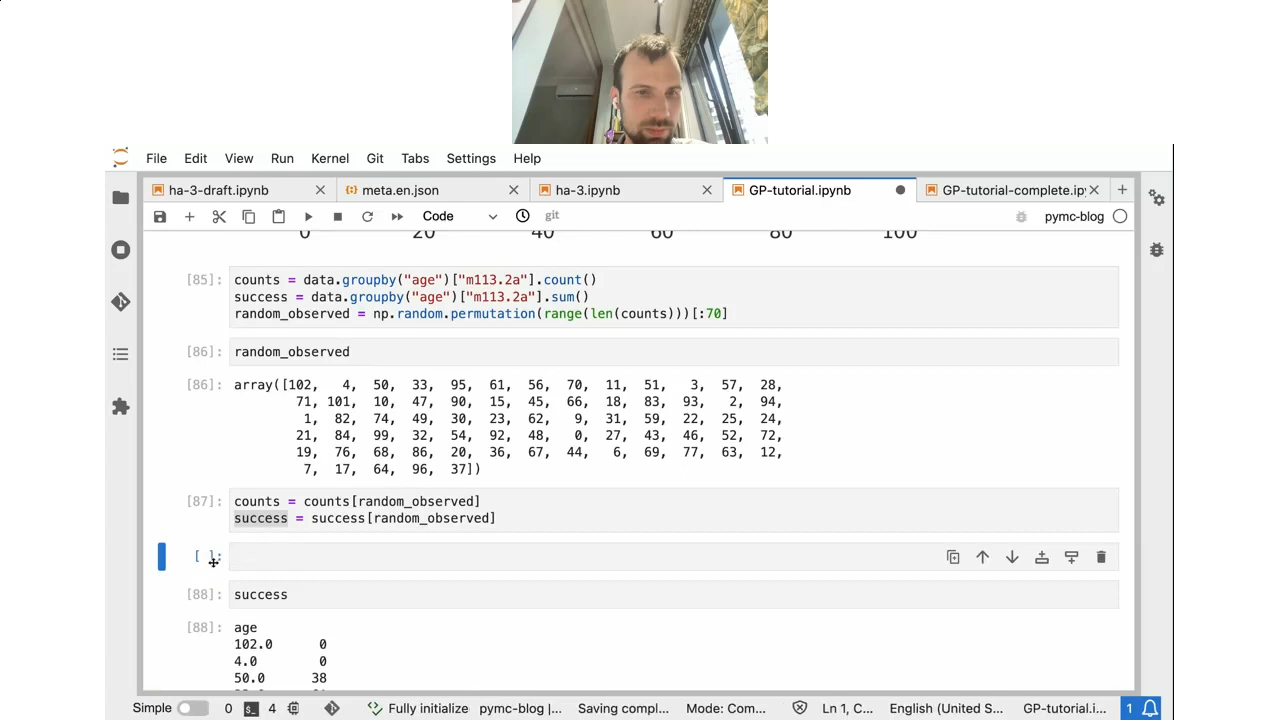 File Edit View Run Kernel Git Tabs Settings Help
ha-3-draft.ipynb meta.en.json ha-3.ipynb GP-tutorial.ipynb GP-tutorial-complete.ip
Code git pymc-blog
0 20 40 60 80 100
[85]: counts = data.groupby("age")["m113.2a"].count()
success = data.groupby("age")["m113.2a"].sum()
random_observed = np.random.permutation(range(len(counts)))[:70]
[86]: random_observed
[86]: array([102, 4, 50, 33, 95, 61, 56, 70, 11, 51, 3, 57, 28,
71, 101, 10, 47, 90, 15, 45, 66, 18, 83, 93, 2, 94,
1, 82, 74, 49, 30, 23, 62, 9, 31, 59, 22, 25, 24,
21, 84, 99, 32, 54, 92, 48, 0, 27, 43, 46, 52, 72,
19, 76, 68, 86, 20, 36, 67, 44, 6, 69, 77, 63, 12,
7, 17, 64, 96, 37])
[87]: counts = counts[random_observed]
success = success[random_observed]
[ ]:
[88]: success
[88]: age
102.0 0
4.0 0
50.0 38
Simple 0 4 Fully initialize pymc-blog |... Saving compl... Mode: Com... Ln 1, C... English (United S... GP-tutorial.i... 1